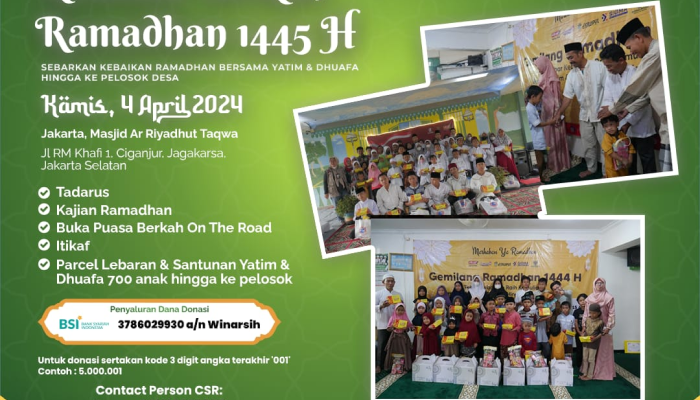 Ramadhan 1445 H
SEBARKAN KEBAIKAN RAMADHAN BERSAMA YATIM & DHUAFA
HINGGA KE PELOSOK DESA
Kamis, 4 April 2024
Jakarta, Masjid Ar Riyadhut Taqwa
Jl RM Khafi 1, Ciganjur, Jagakarsa,
Jakarta Selatan
Tadarus
Kajian Ramadhan
Buka Puasa Berkah On The Road
Itikaf
Parcel Lebaran & Santunan Yatim &
Dhuafa 700 anak hingga ke pelosok
Penyaluran Dana Donasi
BSI BANK SYARIAH INDONESIA
3786029930 a/n Winarsih
Untuk donasi sertakan kode 3 digit angka terakhir '001'
Contoh : 5.000.001
Contact Person CSR:
Marhaban Ya Ramadhan
Gemilang Ramadhan 1444 H